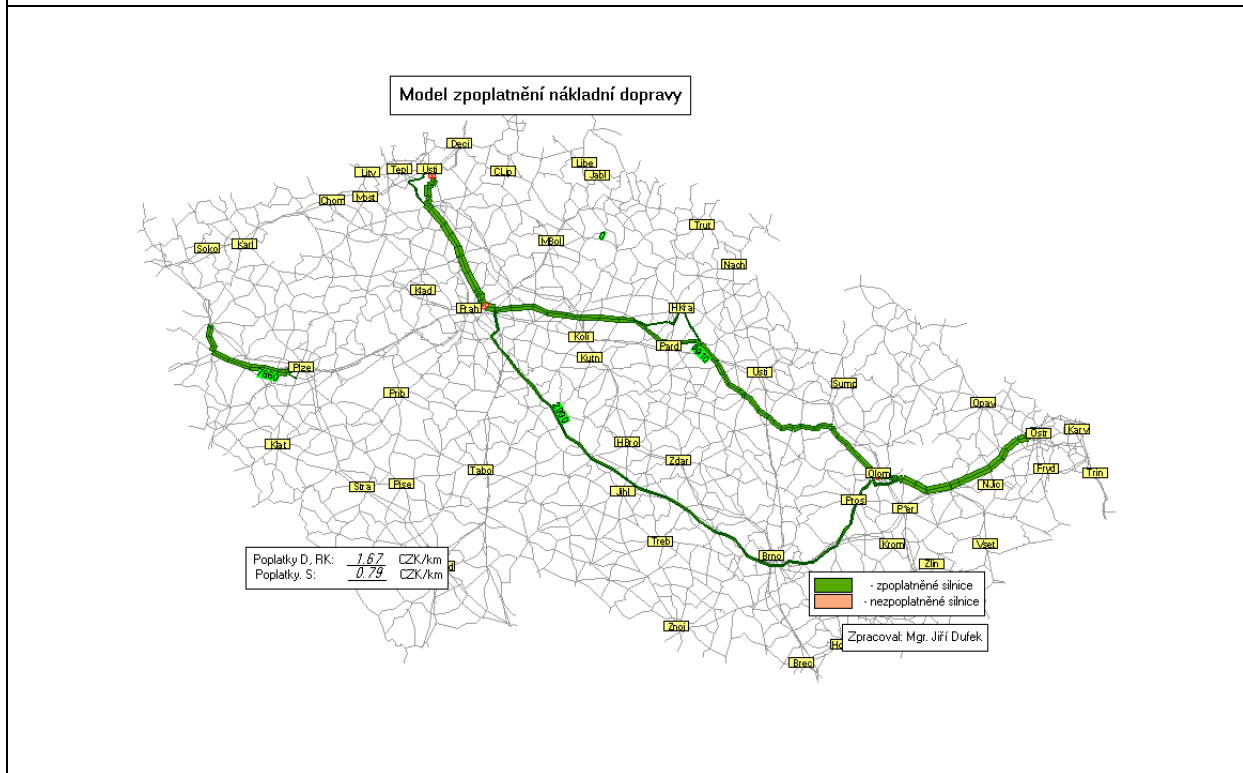 Model zpoplatnění nákladní dopravy
Deci
Tepl
Usti
Litv
CLip
Libe
Jabl
Chom
Most
Trut
Soko
Karl
MBol
0
Nach
Klad
Prah
HKra
Koli
Pard
Kutn
Plze
Usti
Sump
Prib
Opav
Ostr
Karv
Klat
HBro
Tabo
Zdar
Olom
Fryd
Trin
Stra
Pise
Jihl
NJic
Pros
Treb
Krom
Vset
Brno
Zlin
Poplatky D, RK: 1.67 CZK/km
Poplatky. S: 0.79 CZK/km
- zpoplatněné silnice
- nezpoplatněné silnice
Znoj
Zpracoval: Mgr. Jiří Dufek
Brec